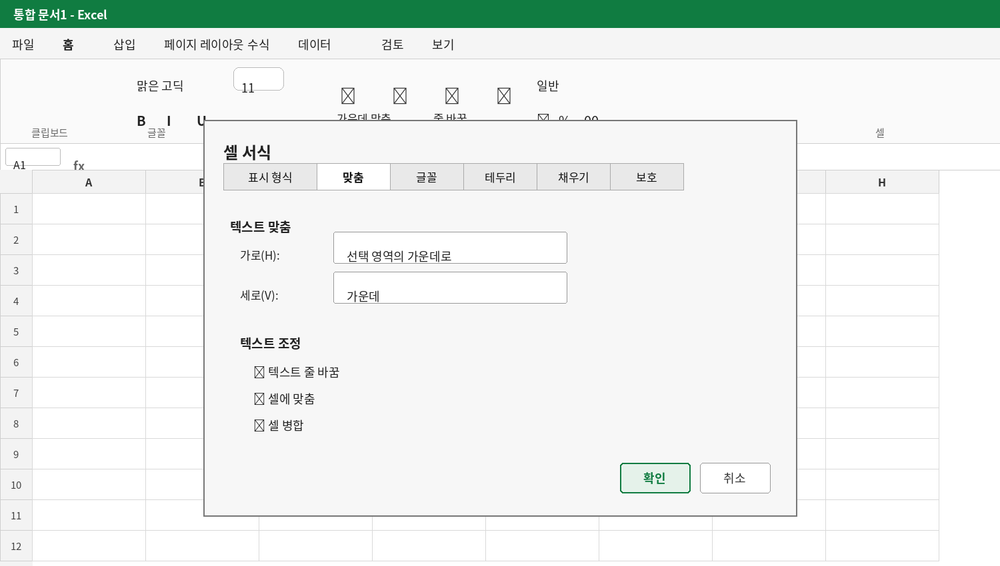 통합 문서1 - Excel
파일 홈 삽입 페이지 레이아웃 수식 데이터 검토 보기
맑은 고딕 11 일반
B I U 가운데 맞춤 줄 바꿈 % 00
클립보드 글꼴 셀
A1 fx
A H
1
2
3
4
5
6
7
8
9
10
11
12
셀 서식
표시 형식 맞춤 글꼴 테두리 채우기 보호
텍스트 맞춤
가로(H): 선택 영역의 가운데로
세로(V): 가운데
텍스트 조정
텍스트 줄 바꿈
셀에 맞춤
셀 병합
확인 취소